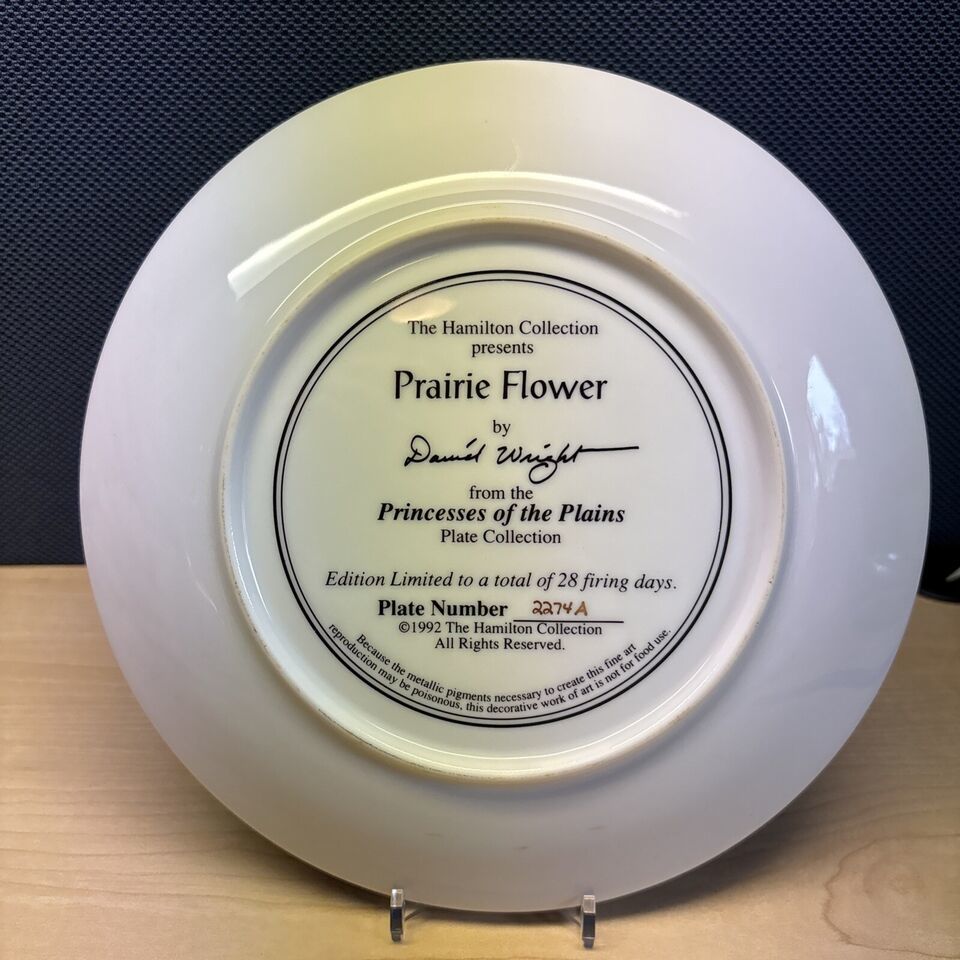 The Hamilton Collection
presents
Prairie Flower
by
David Wright
from the
Princesses of the Plains
Plate Collection
Edition Limited to a total of 28 firing days.
Plate Number 2274A
©1992 The Hamilton Collection
All Rights Reserved.
Because the metallic pigments necessary to create this fine art
reproduction may be poisonous, this decorative work of art is not for food use.